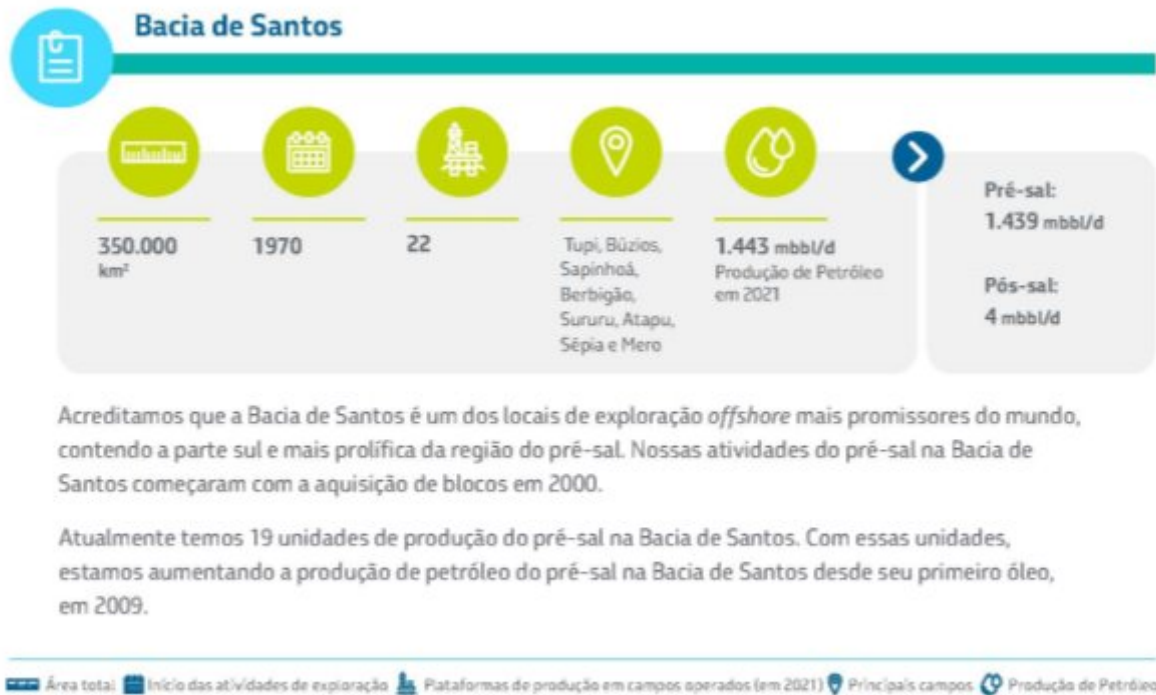 Bacia de Santos
350.000
km²
1970
22
Tupi, Búzios,
Sapinhoá,
Berbigão,
Sururu, Atapu,
Sépia e Mero
1.443 mbbl/d
Produção de Petróleo
em 2021
Pré-sal:
1.439 mbbl/d
Pós-sal:
4 mbbl/d
Acreditamos que a Bacia de Santos é um dos locais de exploração offshore mais promissores do mundo,
contendo a parte sul e mais prolífica da região do pré-sal. Nossas atividades do pré-sal na Bacia de
Santos começaram com a aquisição de blocos em 2000.
Atualmente temos 19 unidades de produção do pré-sal na Bacia de Santos. Com essas unidades,
estamos aumentando a produção de petróleo do pré-sal na Bacia de Santos desde seu primeiro óleo,
em 2009.
Área total Início das atividades de exploração Plataformas de produção em campos operados (em 2021) Principais campos Produção de Petróleo